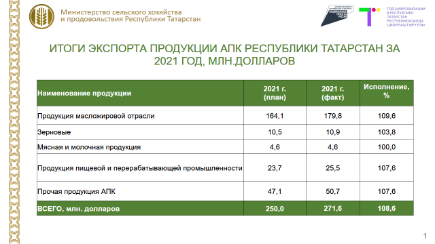 Министерство сельского хозяйства
и продовольствия Республики Татарстан
ИТОГИ ЭКСПОРТА ПРОДУКЦИИ АПК РЕСПУБЛИКИ ТАТАРСТАН ЗА
2021 ГОД, МЛН.ДОЛЛАРОВ
Наименование продукции 2021 г. (план) 2021 г. (факт) Исполнение, %
Продукция масложировой отрасли 164,1 179,8 109,6
Зерновые 10,5 10,9 103,8
Мясная и молочная продукция 4,6 4,6 100,0
Продукция пищевой и перерабатывающей промышленности 23,7 25,5 107,6
Прочая продукция АПК 47,1 50,7 107,6
ВСЕГО, млн. долларов 250,0 271,5 108,6
1